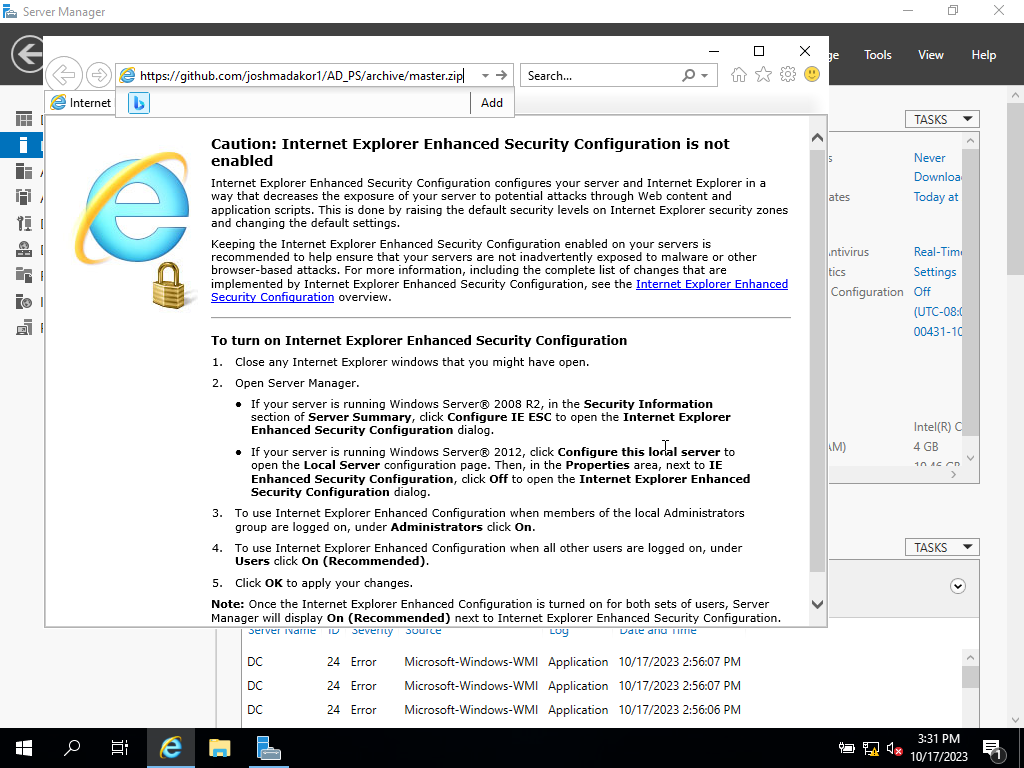 Server Manager
Tools
View
Help
https://github.com/joshmadakor1/AD_PS/archive/master.zip
Search...
Internet
Add
Caution: Internet Explorer Enhanced Security Configuration is not
enabled
Internet Explorer Enhanced Security Configuration configures your server and Internet Explorer in a
way that decreases the exposure of your server to potential attacks through Web content and
application scripts. This is done by raising the default security levels on Internet Explorer security zones
and changing the default settings.
Keeping the Internet Explorer Enhanced Security Configuration enabled on your servers is
recommended to help ensure that your servers are not inadvertently exposed to malware or other
browser-based attacks. For more information, including the complete list of changes that are
implemented by Internet Explorer Enhanced Security Configuration, see the Internet Explorer Enhanced
Security Configuration overview.
To turn on Internet Explorer Enhanced Security Configuration
1. Close any Internet Explorer windows that you might have open.
2. Open Server Manager.
• If your server is running Windows Server® 2008 R2, in the Security Information
section of Server Summary, click Configure IE ESC to open the Internet Explorer
Enhanced Security Configuration dialog.
• If your server is running Windows Server® 2012, click Configure this local server to
open the Local Server configuration page. Then, in the Properties area, next to IE
Enhanced Security Configuration, click Off to open the Internet Explorer Enhanced
Security Configuration dialog.
3. To use Internet Explorer Enhanced Configuration when members of the local Administrators
group are logged on, under Administrators click On.
4. To use Internet Explorer Enhanced Configuration when all other users are logged on, under
Users click On (Recommended).
5. Click OK to apply your changes.
Note: Once the Internet Explorer Enhanced Configuration is turned on for both sets of users, Server
Manager will display On (Recommended) next to Internet Explorer Enhanced Security Configuration.
TASKS
Never
Downloa
ates Today at
ntivirus Real-Time
tics Settings
Configuration Off
(UTC-08:0
00431-10
Intel(R) C
AM) 4 GB
19.46 GB
TASKS
Server Name ID Severity Source Log Date and Time
DC 24 Error Microsoft-Windows-WMI Application 10/17/2023 2:56:07 PM
DC 24 Error Microsoft-Windows-WMI Application 10/17/2023 2:56:07 PM
DC 24 Error Microsoft-Windows-WMI Application 10/17/2023 2:56:06 PM
3:31 PM
10/17/2023
1